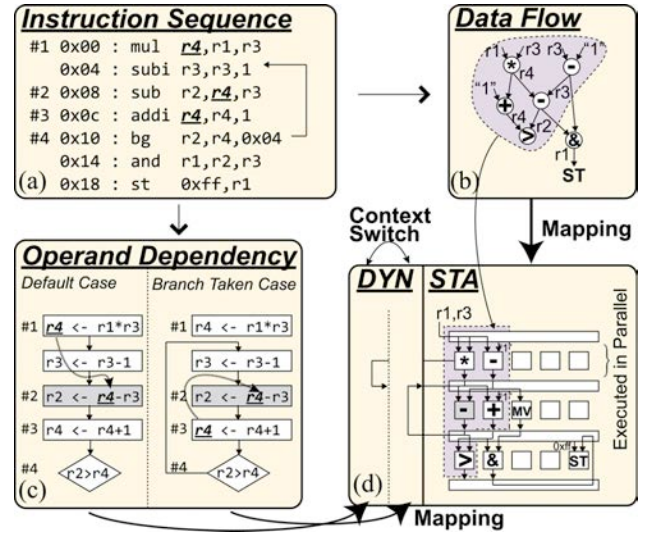 Instruction Sequence
#1 0x00 : mul r4,r1,r3
0x04 : subi r3,r3,1
#2 0x08 : sub r2,r4,r3
#3 0x0c : addi r4,r4,1
#4 0x10 : bg r2,r4,0x04
0x14 : and r1,r2,r3
(a) 0x18 : st 0xff,r1
Data Flow
r1 r3 r3 "1"
* -
r4
"1" r3
+ -
r4 r2
> &
r1
(b) ST
Context
Switch
Mapping
Operand Dependency
Default Case Branch Taken Case
#1 r4 <- r1*r3 #1 r4 <- r1*r3
r3 <- r3-1 r3 <- r3-1
#2 r2 <- r4-r3 #2 r2 <- r4-r3
#3 r4 <- r4+1 #3 r4 <- r4+1
#4 r2>r4 #4 r2>r4
(c)
DYN STA
r1,r3
* - "1"
- + "1" MV
0xff
> & ST
Executed in Parallel
(d)
Mapping